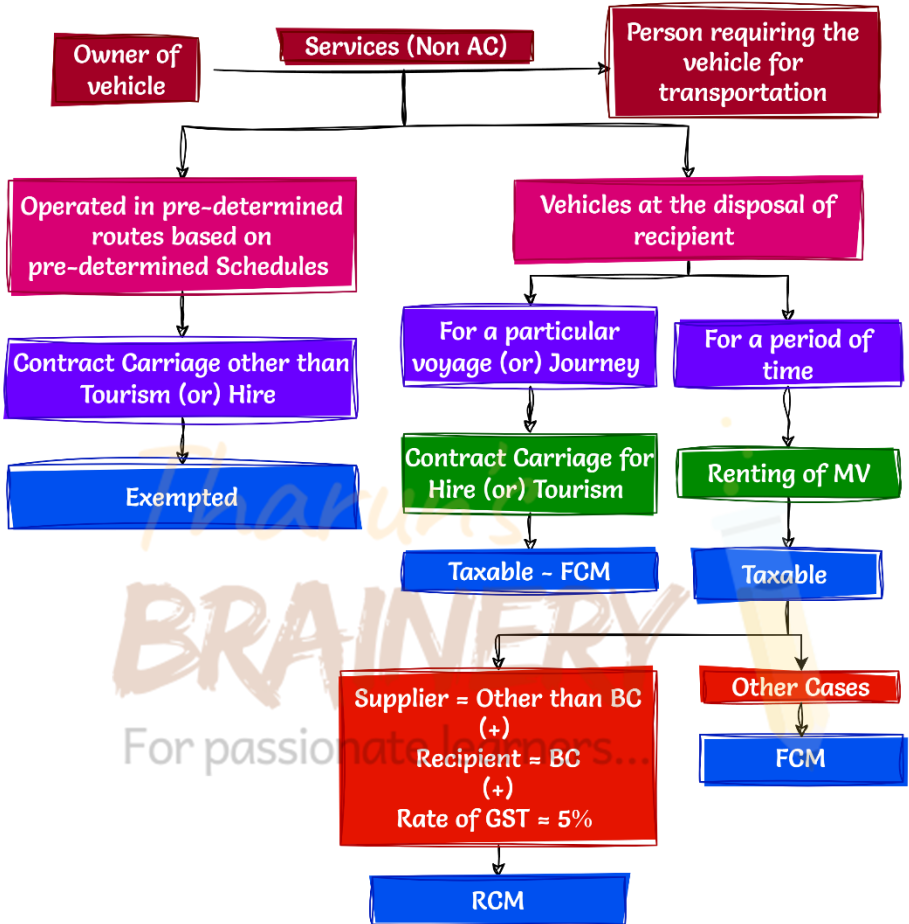 Owner of
vehicle
Services (Non AC)
Person requiring the
vehicle for
transportation
Operated in pre-determined
routes based on
pre-determined Schedules
Vehicles at the disposal of
recipient
Contract Carriage other than
Tourism (or) Hire
For a particular
voyage (or) Journey
For a period of
time
Exempted
Contract Carriage for
Hire (or) Tourism
Renting of MV
Taxable - FCM
Taxable
Supplier = Other than BC
(+)
Recipient = BC
(+)
Rate of GST = 5%
Other Cases
FCM
RCM
Tharun's
BRAINERY
For passionate learners...